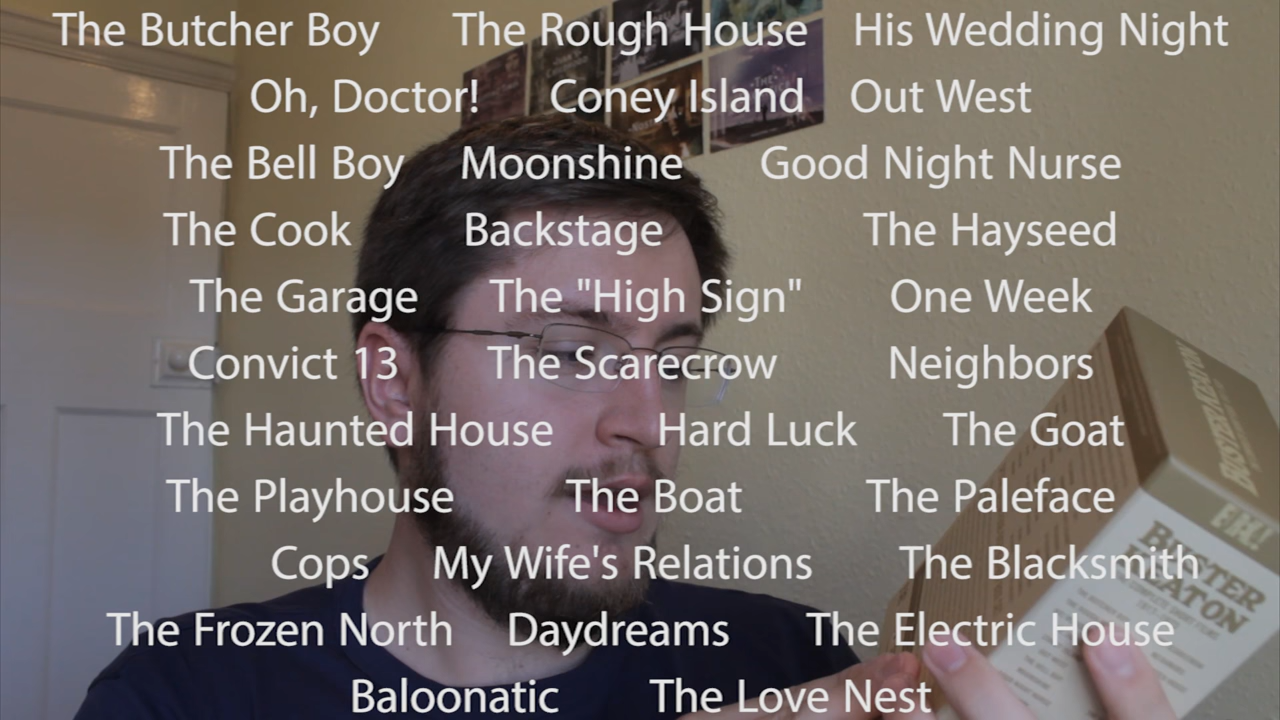 The Butcher Boy The Rough House His Wedding Night
Oh, Doctor! Coney Island Out West
The Bell Boy Moonshine Good Night Nurse
The Cook Backstage The Hayseed
The Garage The "High Sign" One Week
Convict 13 The Scarecrow Neighbors
The Haunted House Hard Luck The Goat
The Playhouse The Boat The Paleface
Cops My Wife's Relations The Blacksmith
The Frozen North Daydreams The Electric House
Baloonatic The Love Nest
BUSTER KEATON
EH!
BUSTER
KEATON